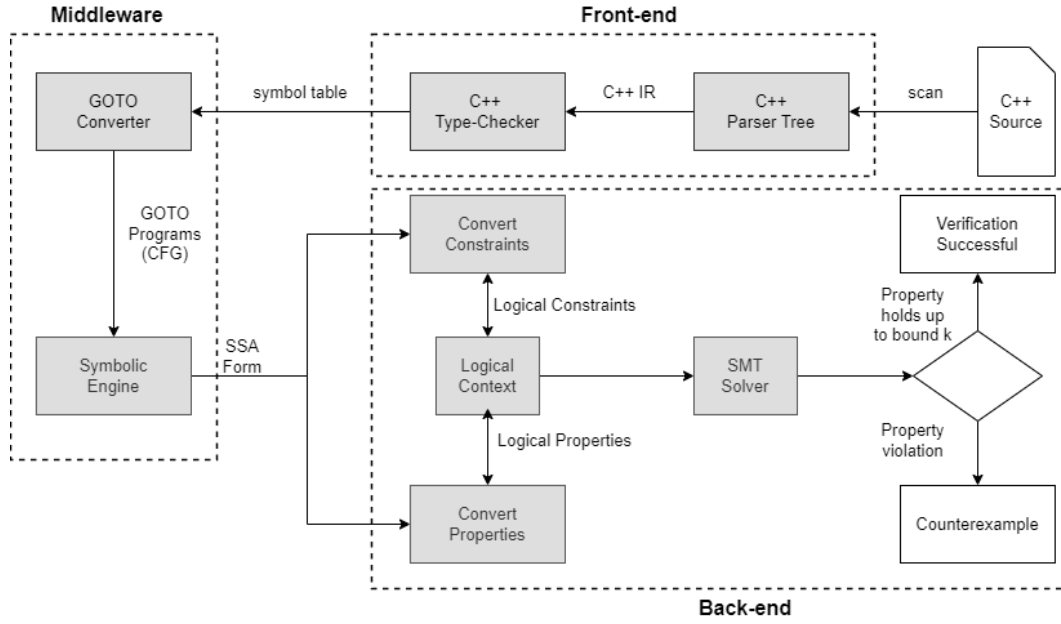 Middleware
Front-end
GOTO
Converter
symbol table
C++
Type-Checker
C++ IR
C++
Parser Tree
scan
C++
Source
GOTO
Programs
(CFG)
Convert
Constraints
Verification
Successful
Logical Constraints
Property
holds up
to bound k
Symbolic
Engine
SSA
Form
Logical
Context
SMT
Solver
Logical Properties
Property
violation
Convert
Properties
Counterexample
Back-end